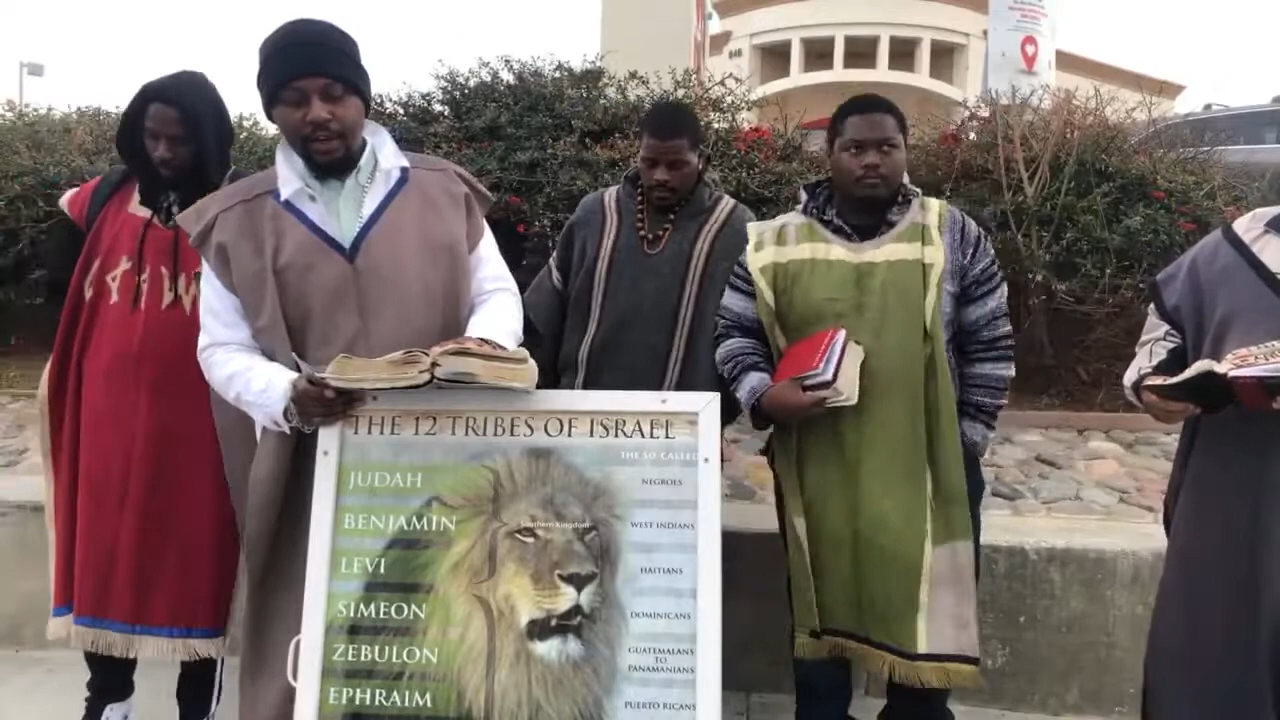 846
THE 12 TRIBES OF ISRAEL
THE SO CALLED
JUDAH
NEGROES
BENJAMIN
Southern Kingdom
WEST INDIANS
LEVI
HAITIANS
SIMEON
DOMINICANS
ZEBULON
GUATEMALANS
TO
PANAMANIANS
EPHRAIM
PUERTO RICANS